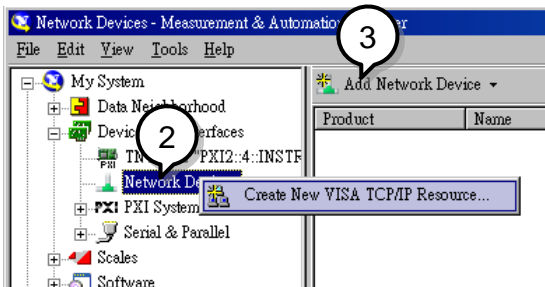 Network Devices - Measurement & Automation
3
File Edit View Tools Help
My System
Add Network Device
Data Neighborhood
Product Name
2
Network
Create New VISA TCP/IP Resource...
PXI System
Serial & Parallel
Scales
Software
"PXI2::4::INSTR
PXI